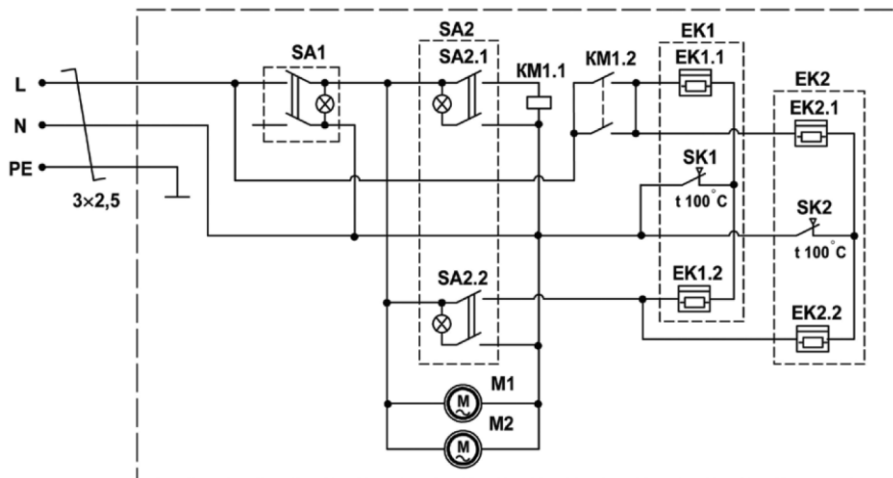 SA1
SA2
SA2.1
KM1.1
KM1.2
EK1
EK1.1
EK2
EK2.1
L
N
PE
3×2,5
SK1
t 100°C
SK2
t 100°C
SA2.2
EK1.2
EK2.2
M1
M
M2
M